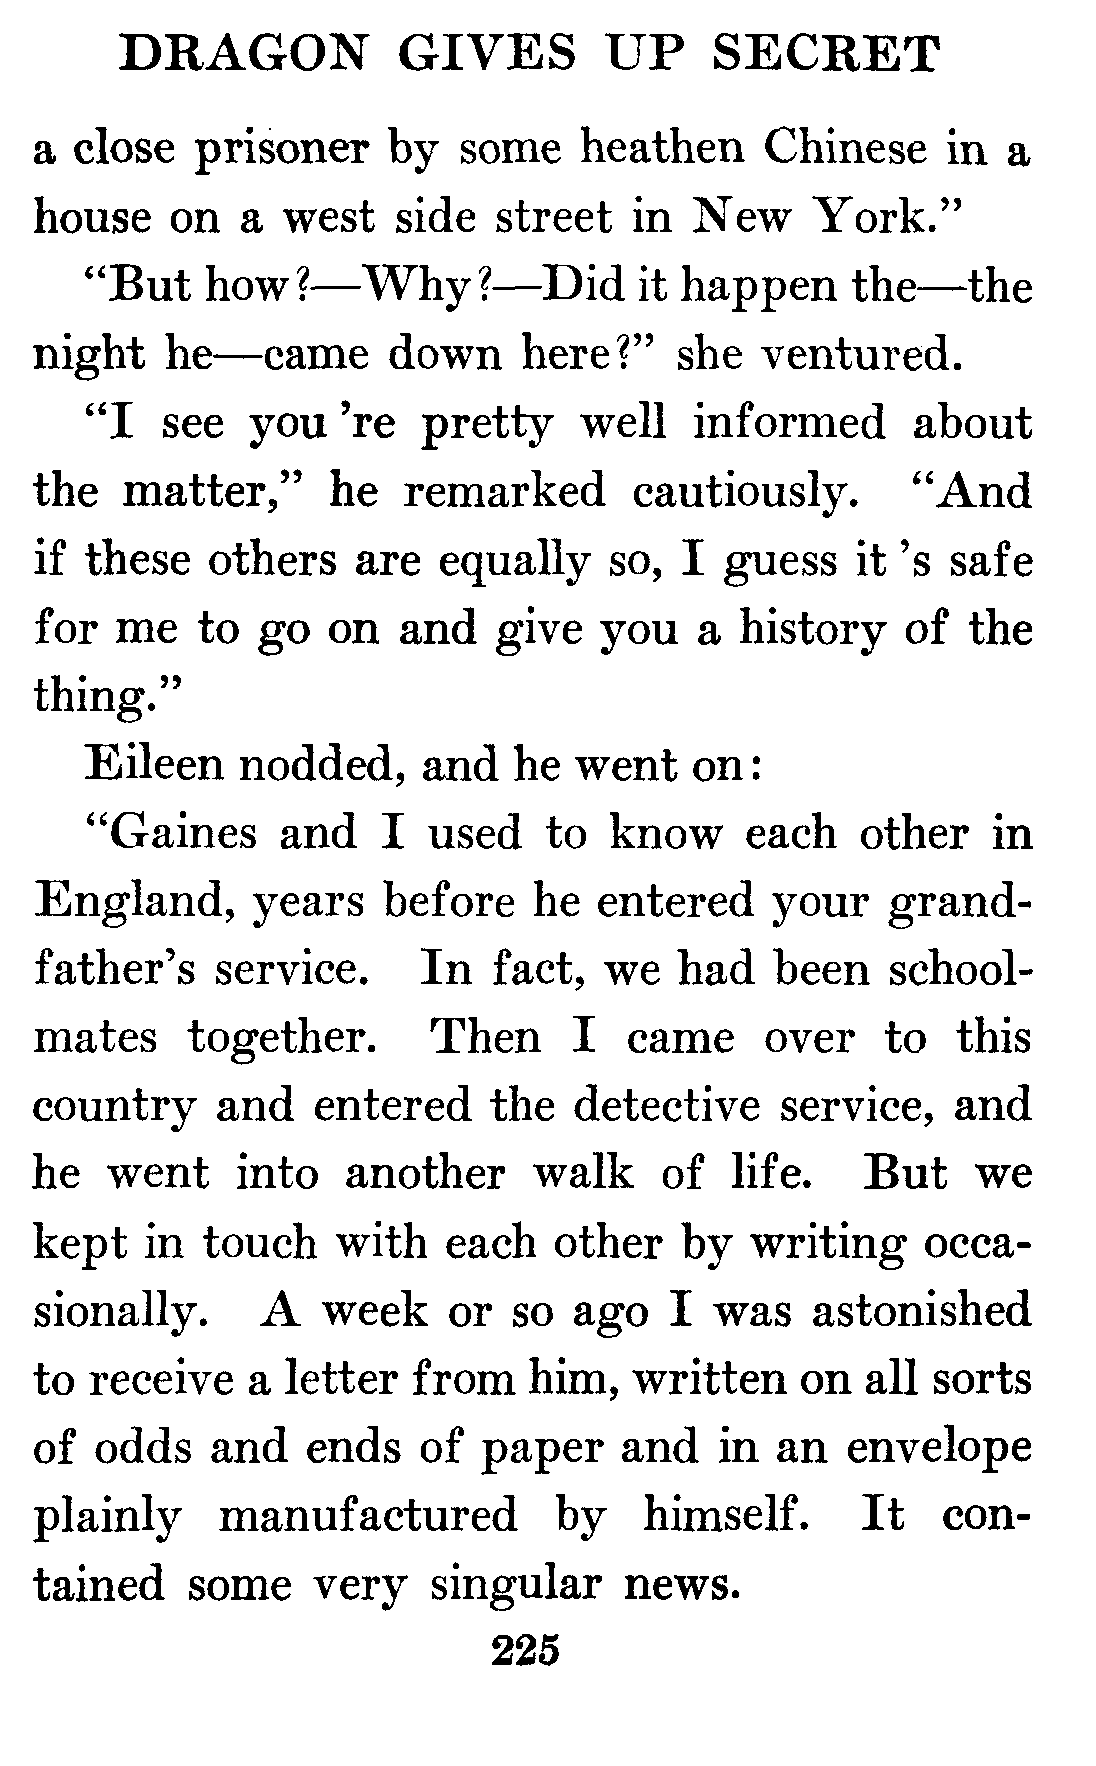 DRAGON GIVES UP SECRET
a close prisoner by some heathen Chinese in a
house on a west side street in New York.”
“But how?—Why?—Did it happen the—the
night he—came down here?” she ventured.
“I see you 're pretty well informed about
the matter,” he remarked cautiously. “And
if these others are equally so, I guess it 's safe
for me to go on and give you a history of the
thing.”
Eileen nodded, and he went on:
“Gaines and I used to know each other in
England, years before he entered your grand-
father's service. In fact, we had been school-
mates together. Then I came over to this
country and entered the detective service, and
he went into another walk of life. But we
kept in touch with each other by writing occa-
sionally. A week or so ago I was astonished
to receive a letter from him, written on all sorts
of odds and ends of paper and in an envelope
plainly manufactured by himself. It con-
tained some very singular news.
225